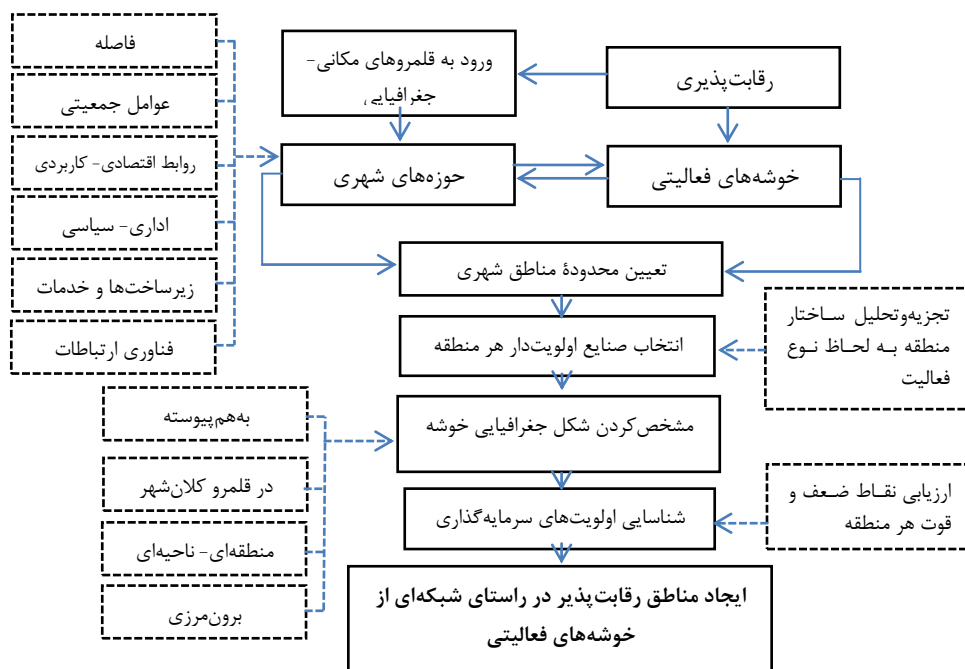 رقابت‌پذیری
ورود به قلمروهای مکانی-
جغرافیایی
خوشه‌های فعالیتی
حوزه‌های شهری
فاصله
عوامل جمعیتی
روابط اقتصادی- کاربردی
اداری- سیاسی
زیرساخت‌ها و خدمات
فناوری ارتباطات
تعیین محدودۀ مناطق شهری
انتخاب صنایع اولویت‌دار هر منطقه
تجزیه‌وتحلیل ساختار
منطقه به لحاظ نوع
فعالیت
مشخص‌کردن شکل جغرافیایی خوشه
به‌هم‌پیوسته
در قلمرو کلان‌شهر
منطقه‌ای- ناحیه‌ای
برون‌مرزی
شناسایی اولویت‌های سرمایه‌گذاری
ارزیابی نقاط ضعف و
قوت هر منطقه
ایجاد مناطق رقابت‌پذیر در راستای شبکه‌ای از
خوشه‌های فعالیتی